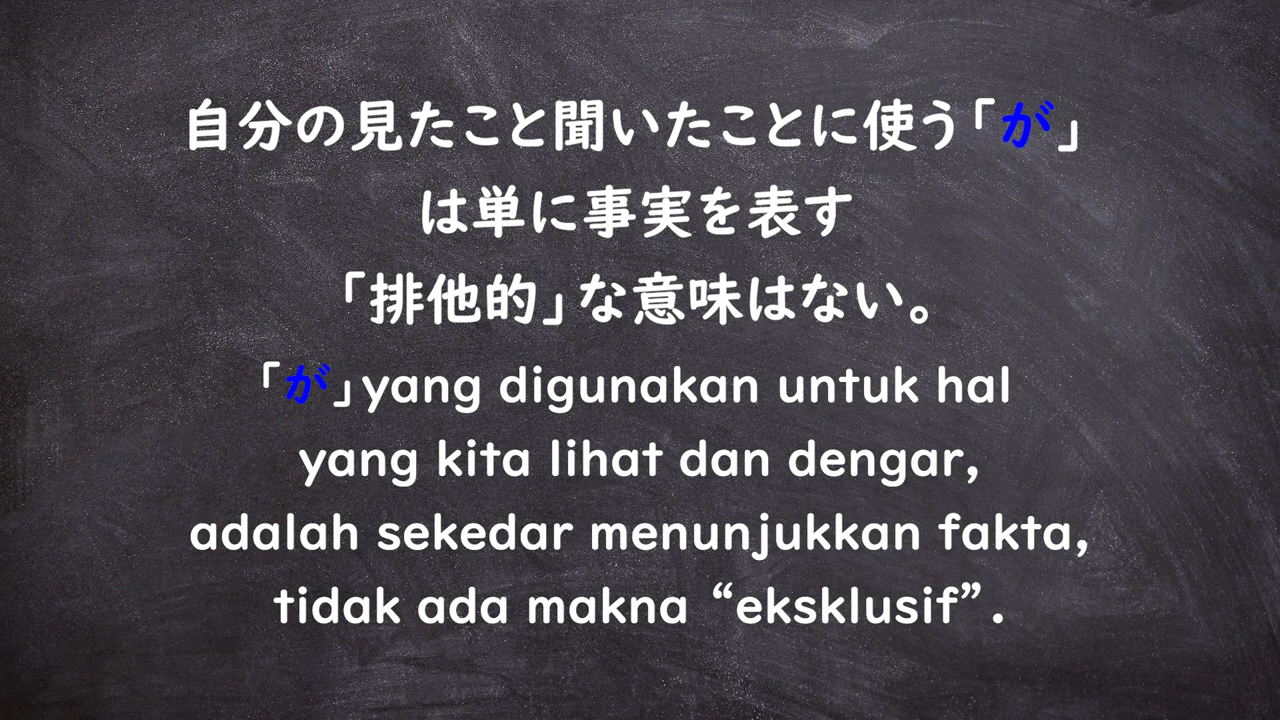 自分の見たこと聞いたことに使う「が」
は単に事実を表す
「排他的」な意味はない。
「が」yang digunakan untuk hal
yang kita lihat dan dengar,
adalah sekedar menunjukkan fakta,
tidak ada makna “eksklusif”.